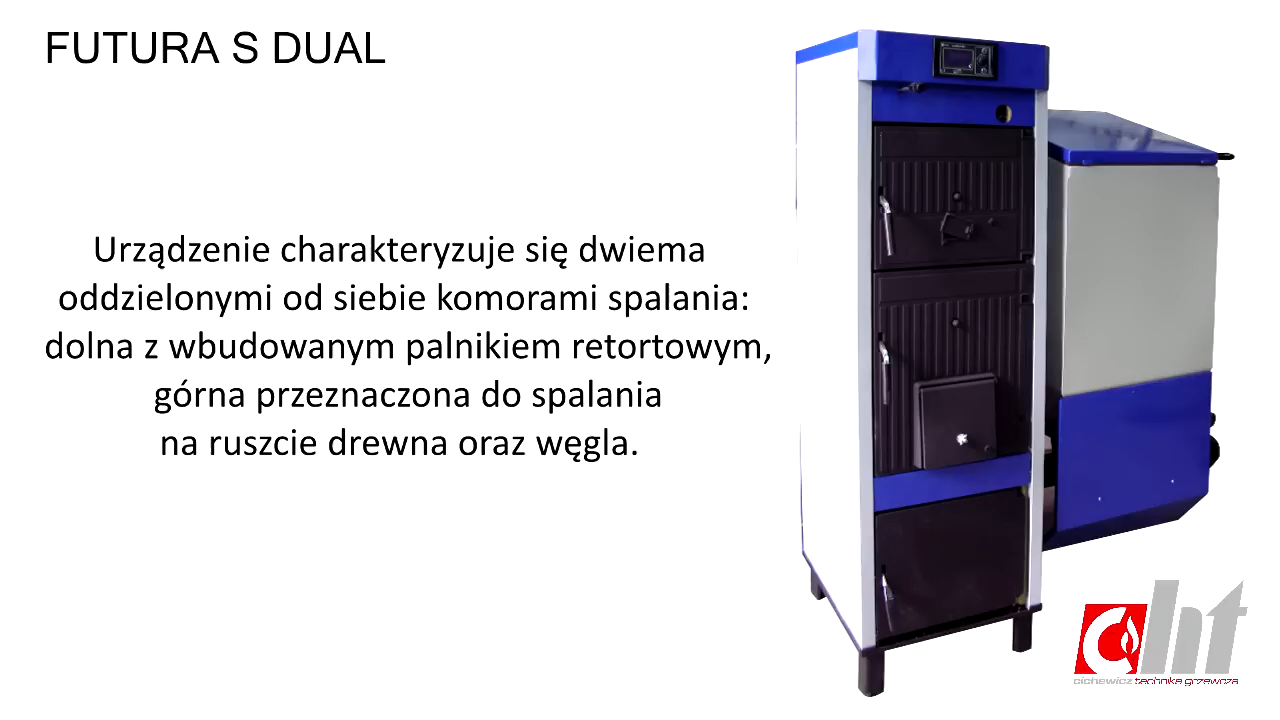 FUTURA S DUAL
Urządzenie charakteryzuje się dwiema
oddzielonymi od siebie komorami spalania:
dolna z wbudowanym palnikiem retortowym,
górna przeznaczona do spalania
na ruszcie drewna oraz węgla.
cht
cichewicz technika grzewcza